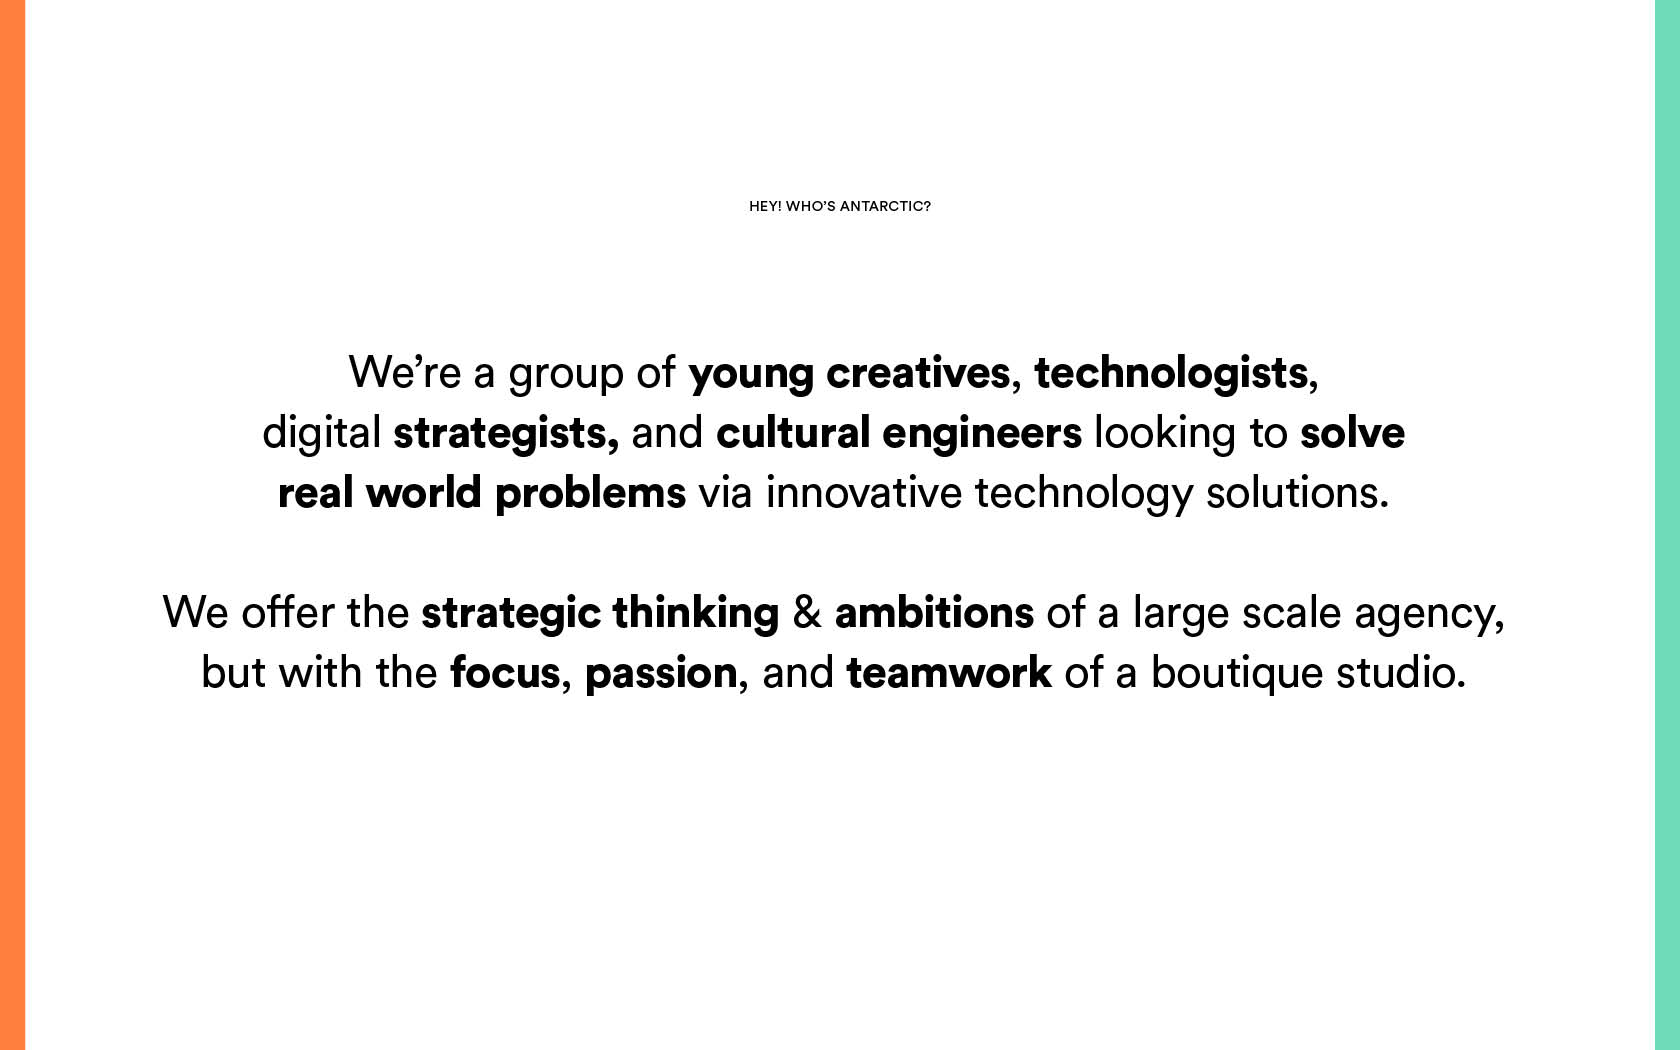 HEY! WHO’S ANTARCTIC?
We’re a group of young creatives, technologists,
digital strategists, and cultural engineers looking to solve
real world problems via innovative technology solutions.
We offer the strategic thinking & ambitions of a large scale agency,
but with the focus, passion, and teamwork of a boutique studio.